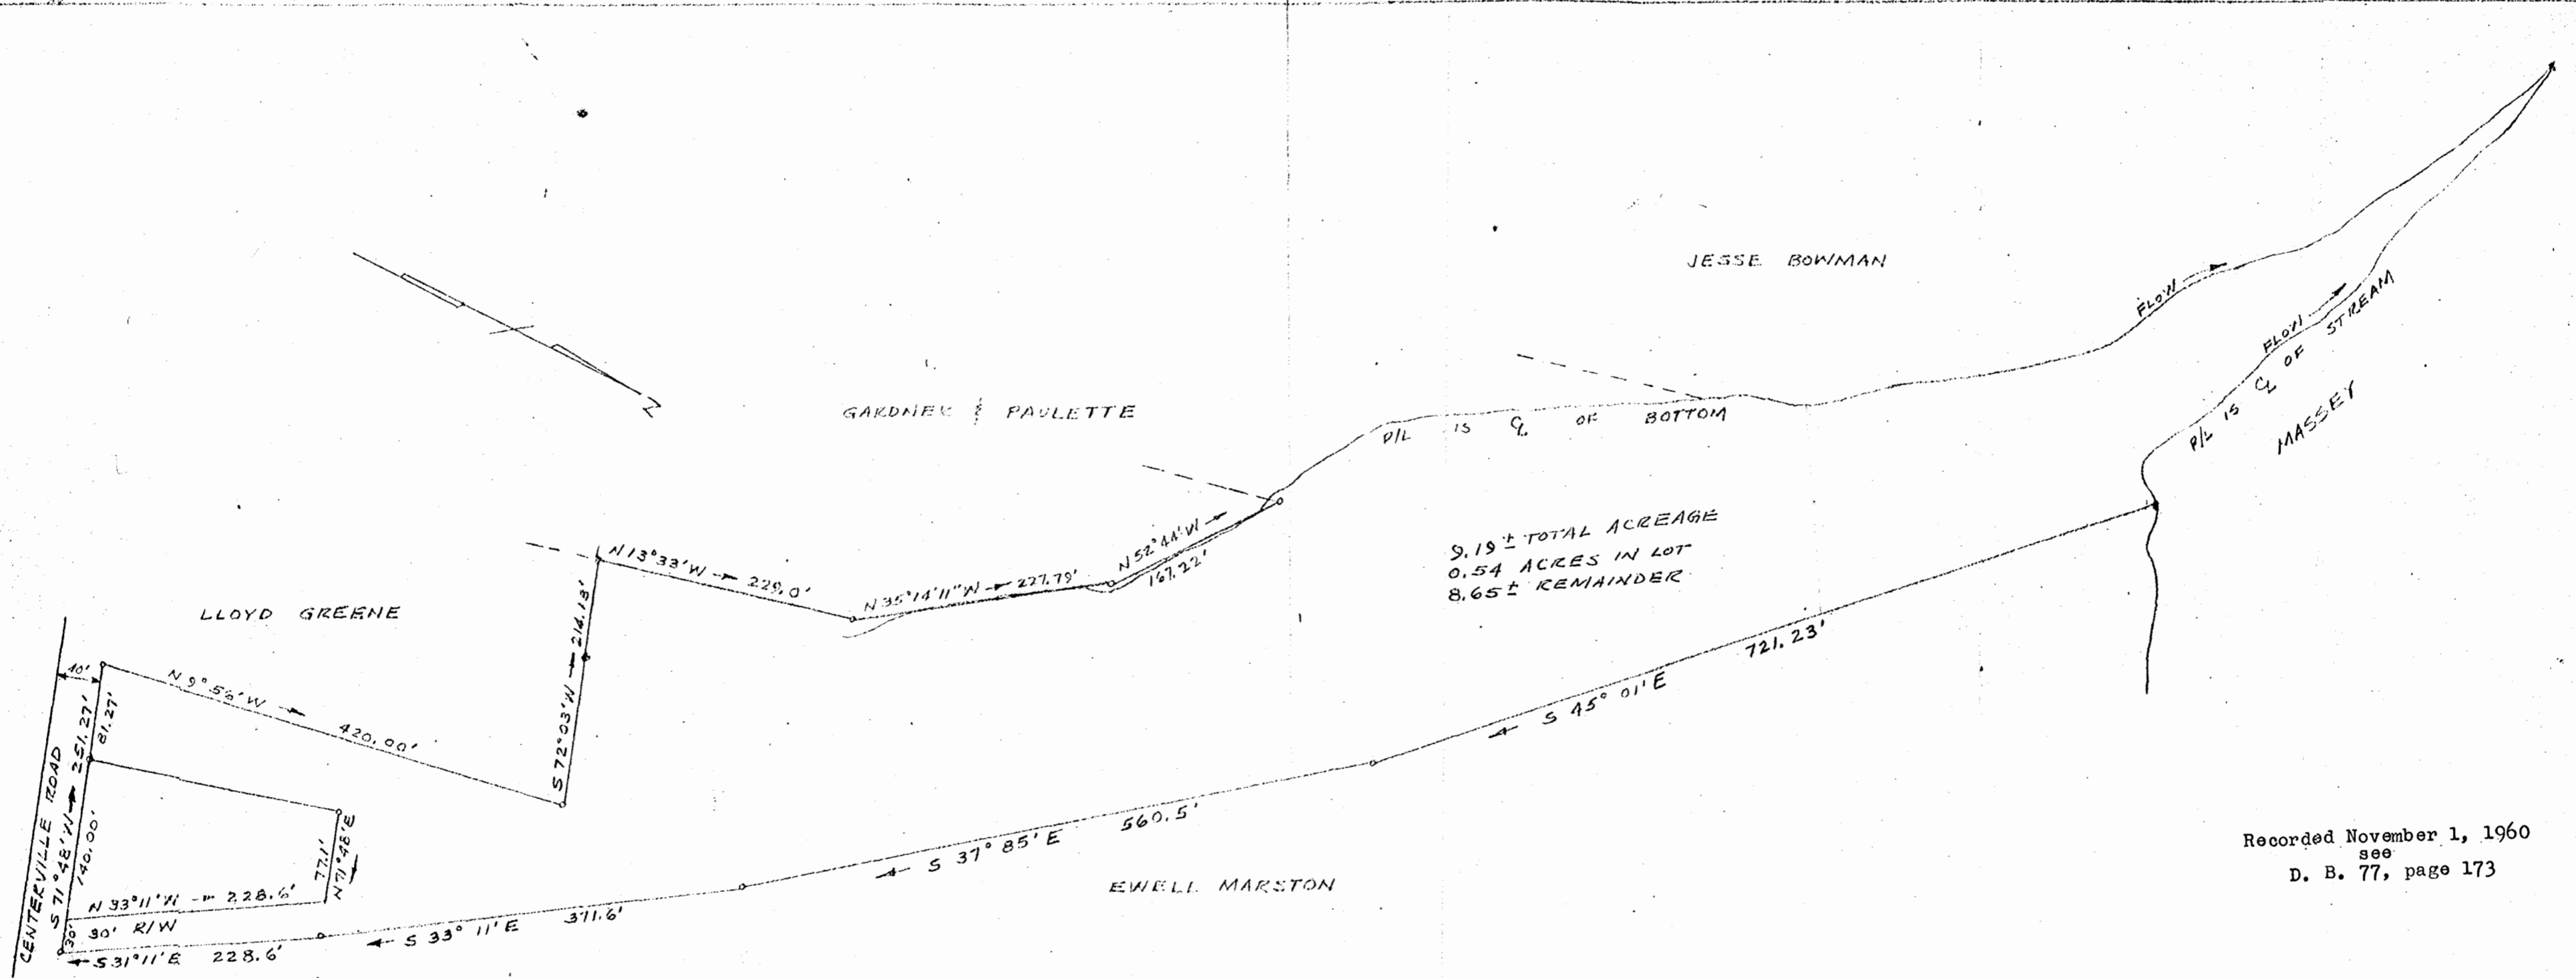 JESSE BOWMAN
FLOW
FLOW
P/L IS ℄ OF STREAM
MASSEY
N
GARDNER & PAULETTE
P/L IS ℄ OF BOTTOM
N 52°44' W
167.22'
9.19 ± TOTAL ACREAGE
0.54 ACRES IN LOT
8.65 ± REMAINDER
N 13°33' W 229.0'
N 35°14'11" W 227.79'
S 72°03' W 214.13'
LLOYD GREENE
40'
N 9°56' W 420.00'
S 45° 01' E 721.23'
CENTERVILLE ROAD
S 71°48' W 251.27'
81.27'
140.00'
30'
77.1'
N 71°48' E
N 33°11' W 228.6'
30' R/W
S 31°11' E 228.6'
S 33° 11' E 371.6'
S 37° 85' E 560.5'
EWELL MARSTON
Recorded November 1, 1960
see
D. B. 77, page 173